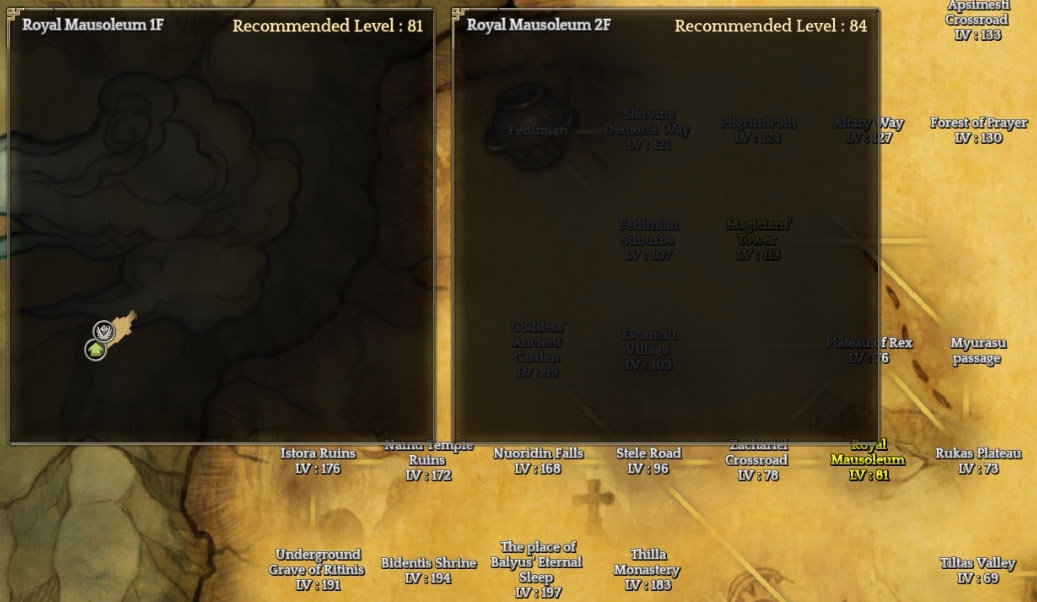 Royal Mausoleum 1F
Recommended Level : 81
Royal Mausoleum 2F
Recommended Level : 84
Apsimesti
Crossroad
LV : 133
Fedimian
Starving
Demon's Way
LV : 121
Pilgrim Path
LV : 124
Altary Way
LV : 127
Forest of Prayer
LV : 130
Fedimian
Suburbs
LV : 107
Magicians'
Tower
LV : 113
Goddess'
Ancient
Garden
LV : 99
Escanciu
Village
LV : 103
Plateau of Rex
LV : 76
Myurasu
passage
Istora Ruins
LV : 176
Namu Temple
Ruins
LV : 172
Nuoridin Falls
LV : 168
Stele Road
LV : 96
Zachariel
Crossroad
LV : 78
Royal
Mausoleum
LV : 81
Rukas Plateau
LV : 73
Underground
Grave of Ritinis
LV : 191
Bidentis Shrine
LV : 194
The place of
Balyus' Eternal
Sleep
LV : 197
Thilla
Monastery
LV : 183
Tiltas Valley
LV : 69